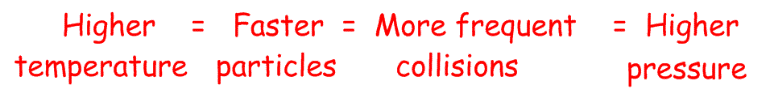 Higher = Faster = More frequent = Higher
temperature particles collisions pressure